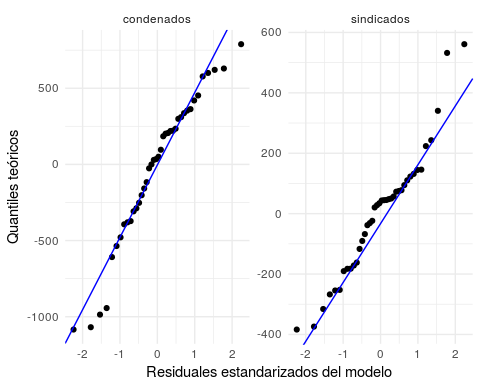 condenados
sindicados
Quantiles teóricos
500
0
-500
-1000
600
400
200
0
-200
-400
-2 -1 0 1 2
-2 -1 0 1 2
Residuales estandarizados del modelo